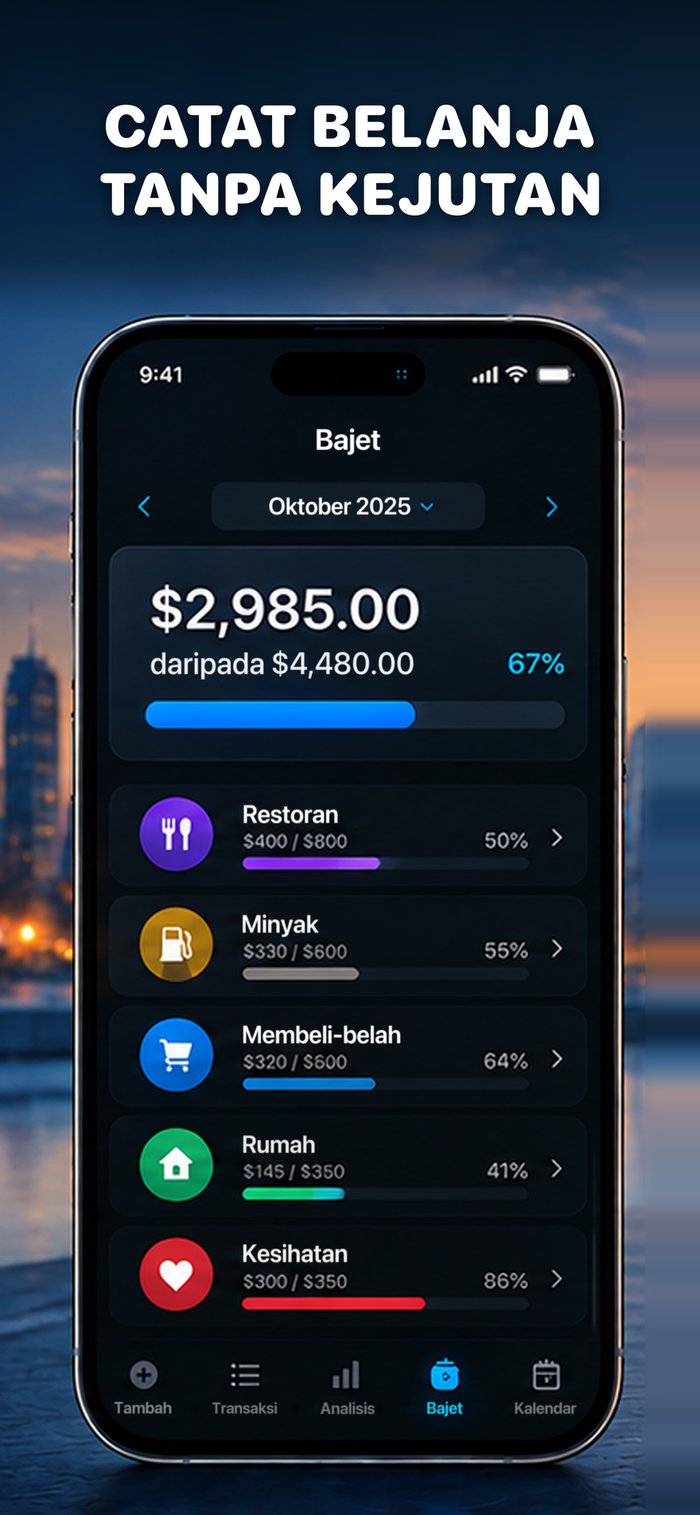 CATAT BELANJA
TANPA KEJUTAN
9:41
Bajet
Oktober 2025
$2,985.00
daripada $4,480.00
67%
Restoran
$400 / $800
50%
Minyak
$330 / $600
55%
Membeli-belah
$320 / $500
64%
Rumah
$145 / $350
41%
Kesihatan
$300 / $350
86%
Tambah
Transaksi
Analisis
Bajet
Kalendar